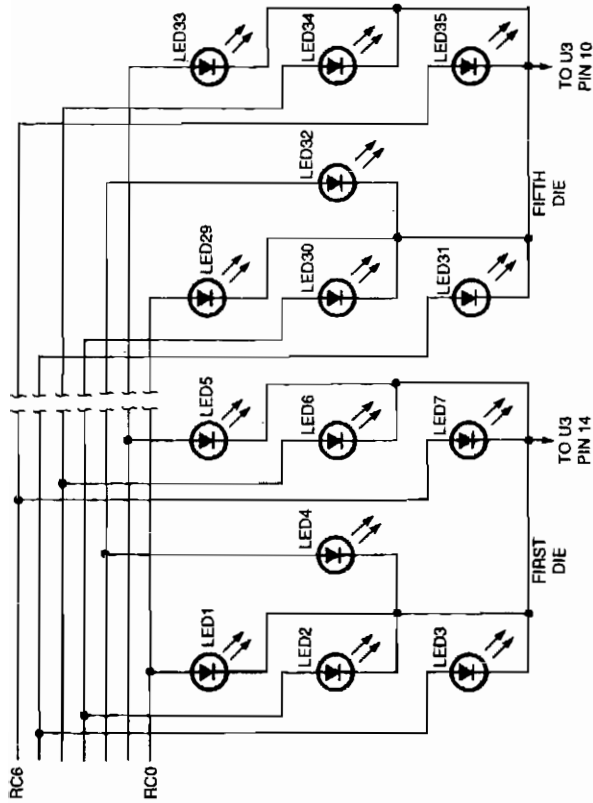 LED33
LED34
LED35
TO U3
PIN 10
LED32
FIFTH
DIE
LED29
LED30
LED31
LED5
LED6
LED7
TO U3
PIN 14
LED4
FIRST
DIE
LED1
LED2
LED3
RC6
RC0